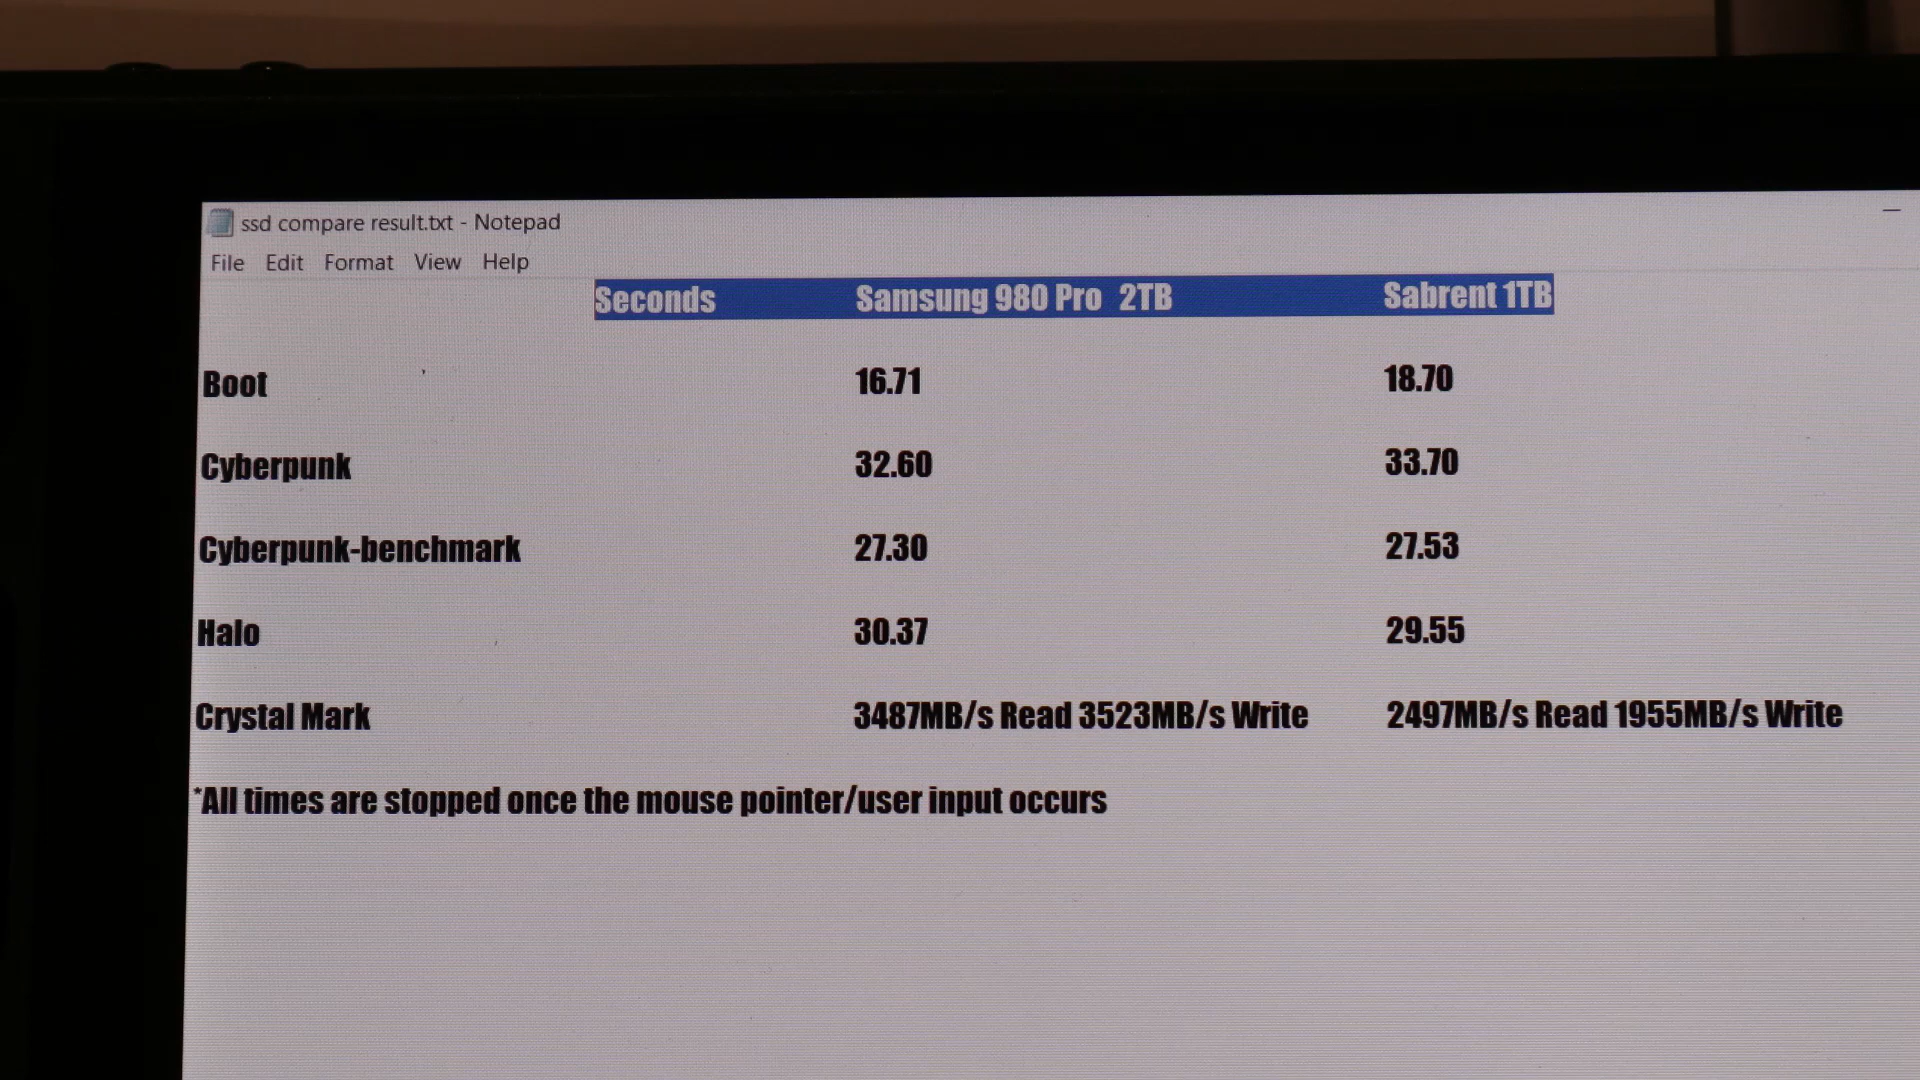 ssd compare result.txt - Notepad
File Edit Format View Help
Seconds Samsung 980 Pro 2TB Sabrent 1TB
Boot 16.71 18.70
Cyberpunk 32.60 33.70
Cyberpunk-benchmark 27.30 27.53
Halo 30.37 29.55
Crystal Mark 3487MB/s Read 3523MB/s Write 2497MB/s Read 1955MB/s Write
*All times are stopped once the mouse pointer/user input occurs